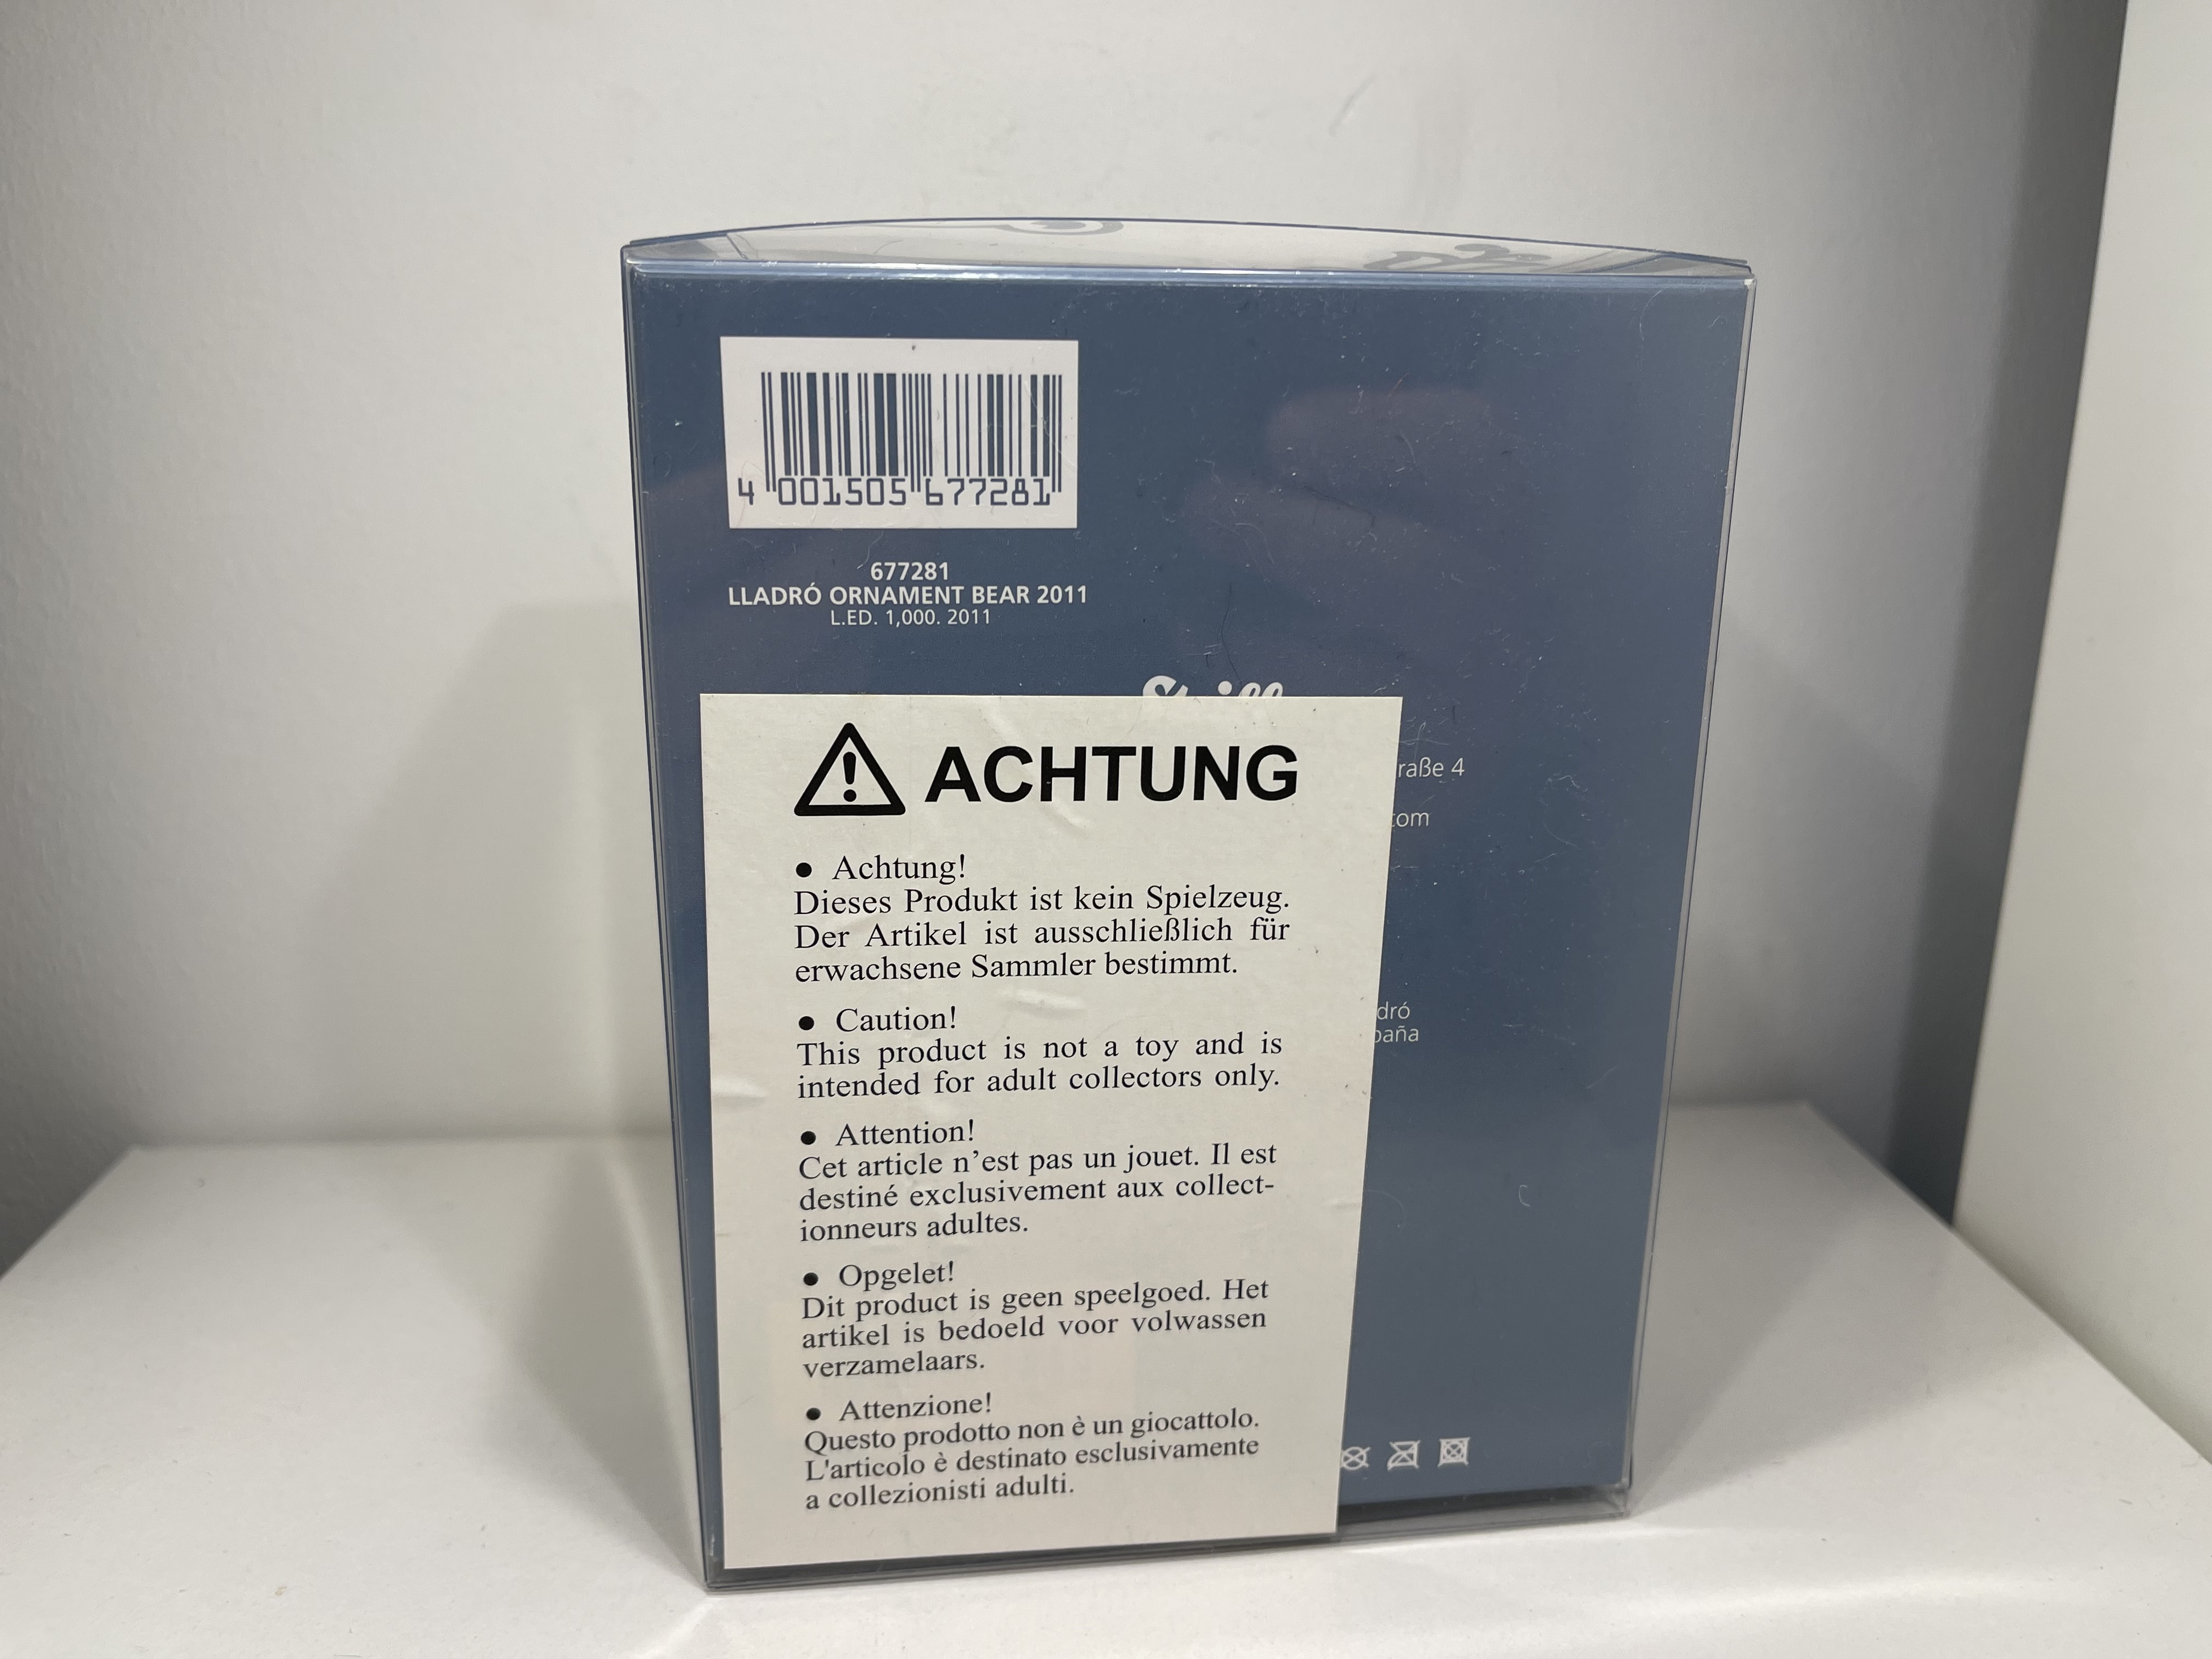 4 001505 677281
677281
LLADRÓ ORNAMENT BEAR 2011
L.ED. 1,000. 2011
4
ACHTUNG
● Achtung!
Dieses Produkt ist kein Spielzeug.
Der Artikel ist ausschließlich für
erwachsene Sammler bestimmt.
● Caution!
This product is not a toy and is
intended for adult collectors only.
● Attention!
Cet article n’est pas un jouet. Il est
destiné exclusivement aux collect-
ionneurs adultes.
● Opgelet!
Dit product is geen speelgoed. Het
artikel is bedoeld voor volwassen
verzamelaars.
● Attenzione!
Questo prodotto non è un giocattolo.
L'articolo è destinato esclusivamente
a collezionisti adulti.